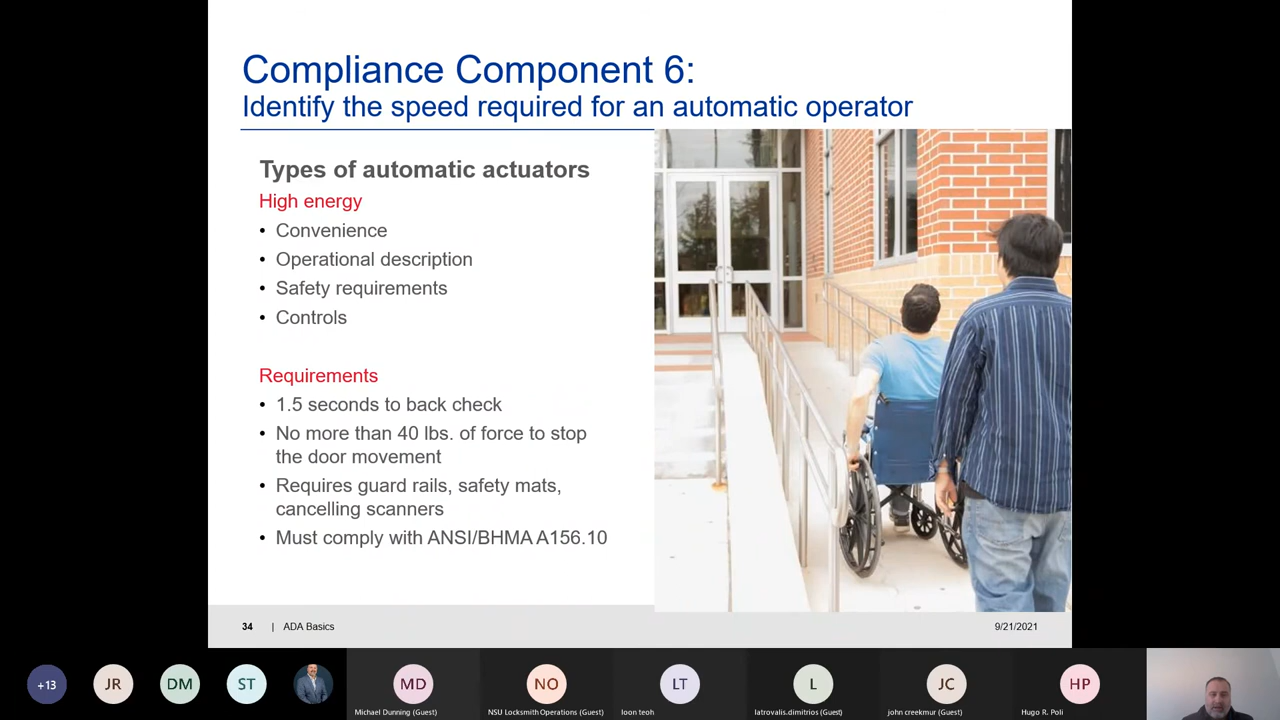 Compliance Component 6:
Identify the speed required for an automatic operator
Types of automatic actuators
High energy
• Convenience
• Operational description
• Safety requirements
• Controls
Requirements
• 1.5 seconds to back check
• No more than 40 lbs. of force to stop
the door movement
• Requires guard rails, safety mats,
cancelling scanners
• Must comply with ANSI/BHMA A156.10
34 | ADA Basics
9/21/2021
+13
JR
DM
ST
MD
NO
LT
L
JC
HP
Michael Dunning (Guest)
NSU Locksmith Operations (Guest)
loon teoh
Iatrovalis.dimitrios (Guest)
john creekmur (Guest)
Hugo R. Poli